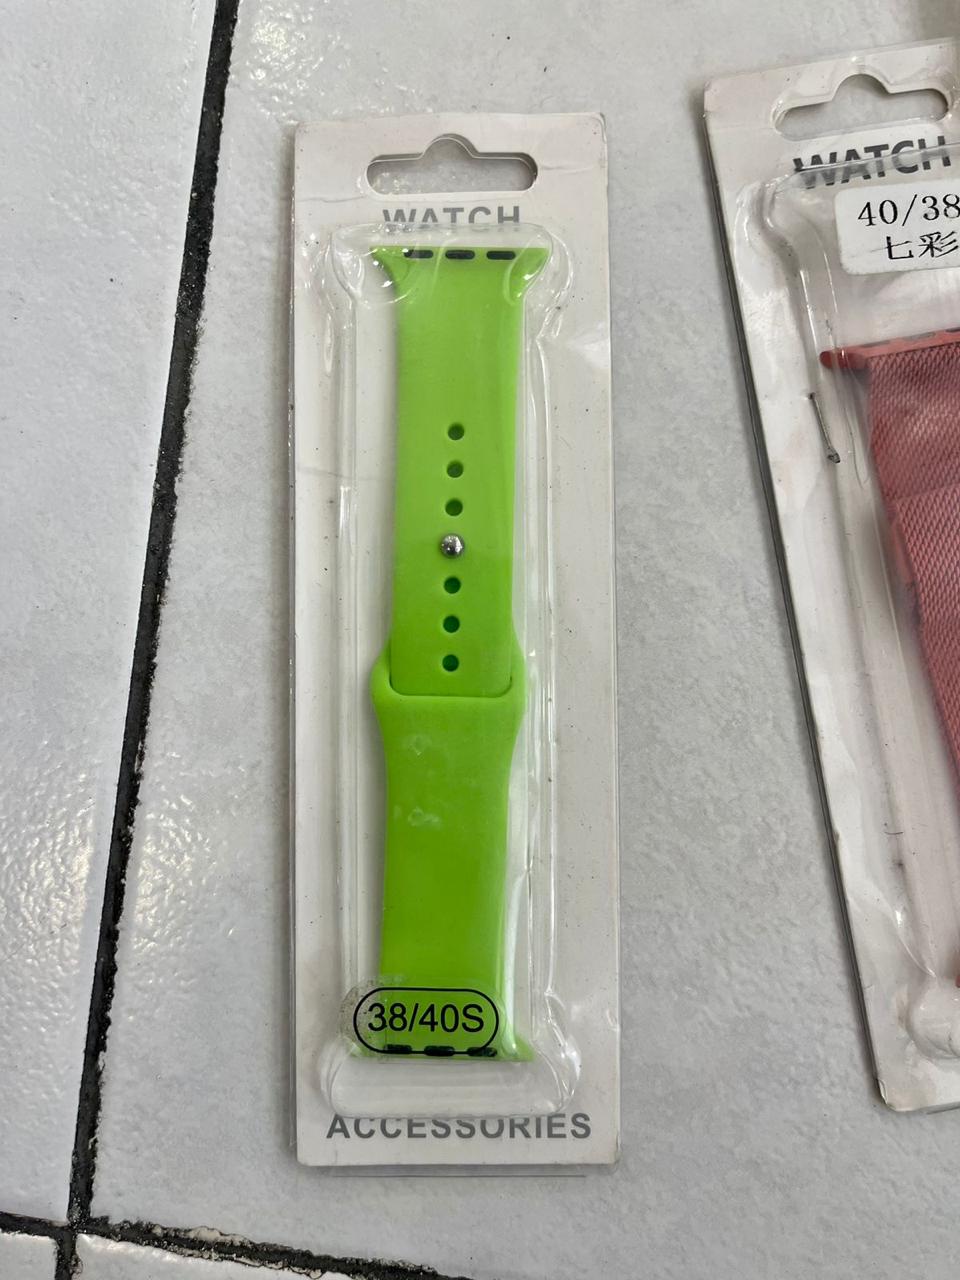 WATCH
38/40S
ACCESSORIES
WATCH
40/38
七彩